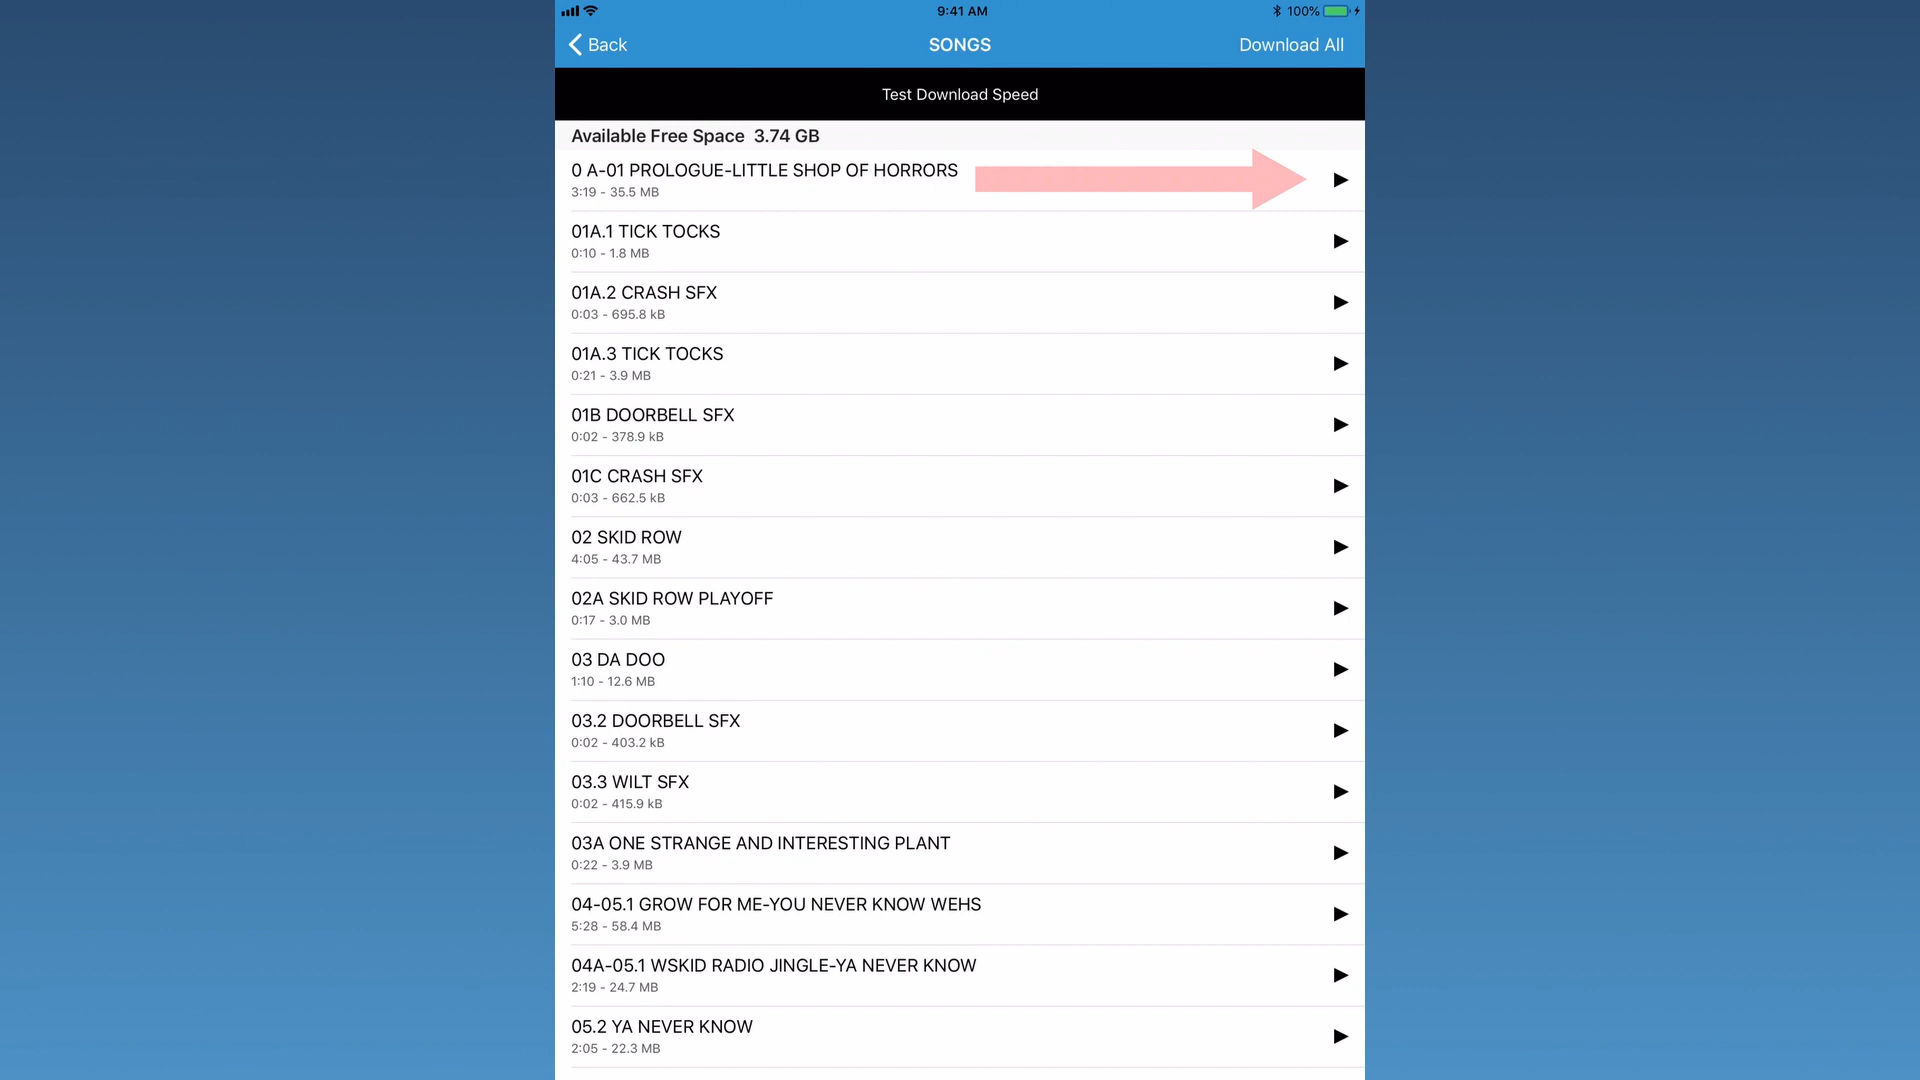 9:41 AM
100%
Back
SONGS
Download All
Test Download Speed
Available Free Space 3.74 GB
0 A-01 PROLOGUE-LITTLE SHOP OF HORRORS
3:19 - 35.5 MB
01A.1 TICK TOCKS
0:10 - 1.8 MB
01A.2 CRASH SFX
0:03 - 695.8 kB
01A.3 TICK TOCKS
0:21 - 3.9 MB
01B DOORBELL SFX
0:02 - 378.9 kB
01C CRASH SFX
0:03 - 662.5 kB
02 SKID ROW
4:05 - 43.7 MB
02A SKID ROW PLAYOFF
0:17 - 3.0 MB
03 DA DOO
1:10 - 12.6 MB
03.2 DOORBELL SFX
0:02 - 403.2 kB
03.3 WILT SFX
0:02 - 415.9 kB
03A ONE STRANGE AND INTERESTING PLANT
0:22 - 3.9 MB
04-05.1 GROW FOR ME-YOU NEVER KNOW WEHS
5:28 - 58.4 MB
04A-05.1 WSKID RADIO JINGLE-YA NEVER KNOW
2:19 - 24.7 MB
05.2 YA NEVER KNOW
2:05 - 22.3 MB